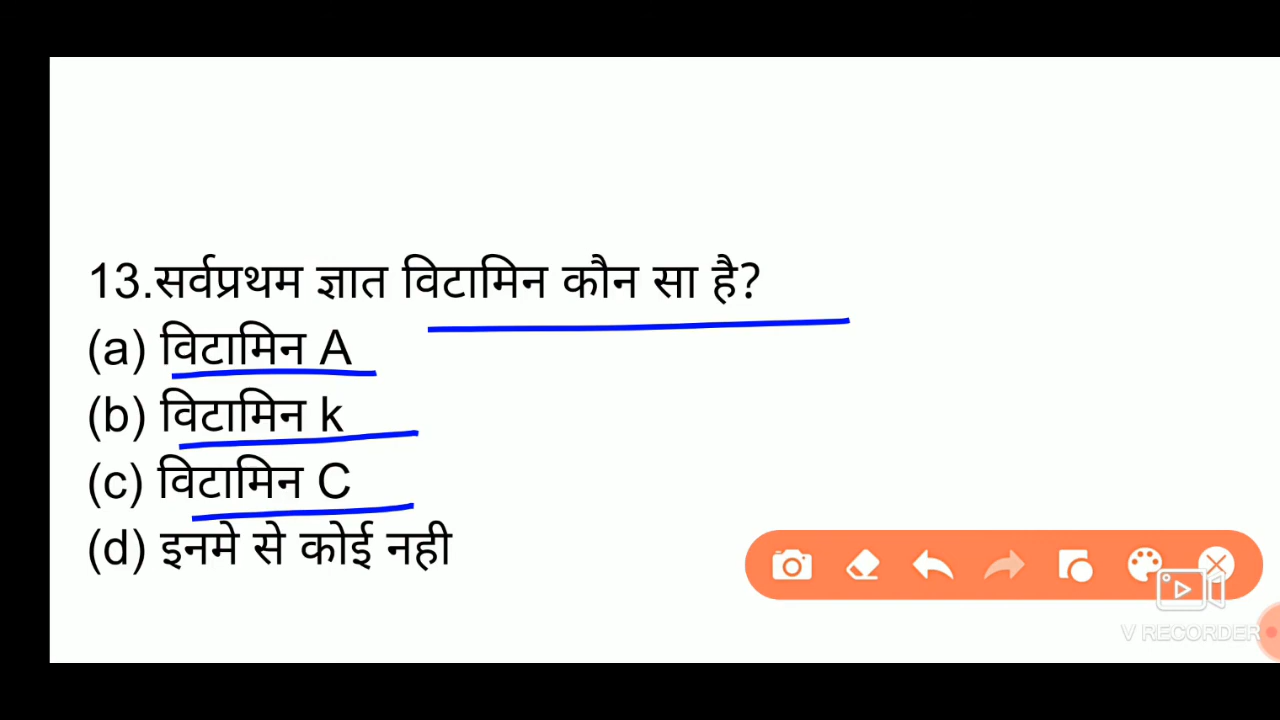 13.सर्वप्रथम ज्ञात विटामिन कौन सा है?
(a) विटामिन A
(b) विटामिन k
(c) विटामिन C
(d) इनमे से कोई नही
V RECORDER